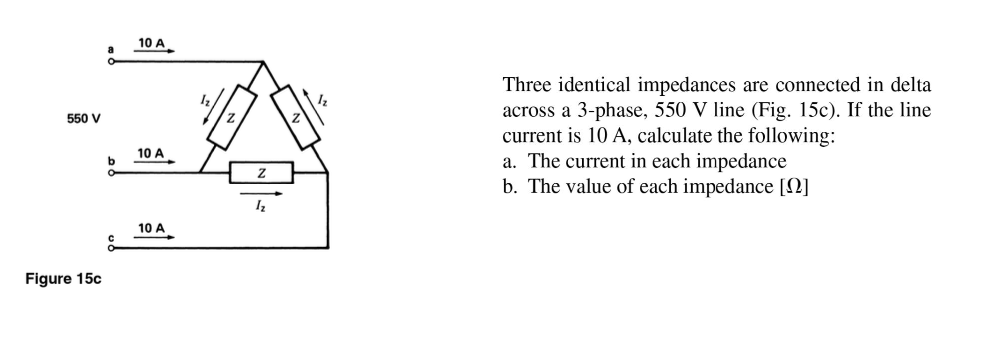 10 A
a
I_z
I_z
Z
Z
550 V
10 A
b
Z
I_z
10 A
c
Figure 15c
Three identical impedances are connected in delta
across a 3-phase, 550 V line (Fig. 15c). If the line
current is 10 A, calculate the following:
a. The current in each impedance
b. The value of each impedance [Ω]